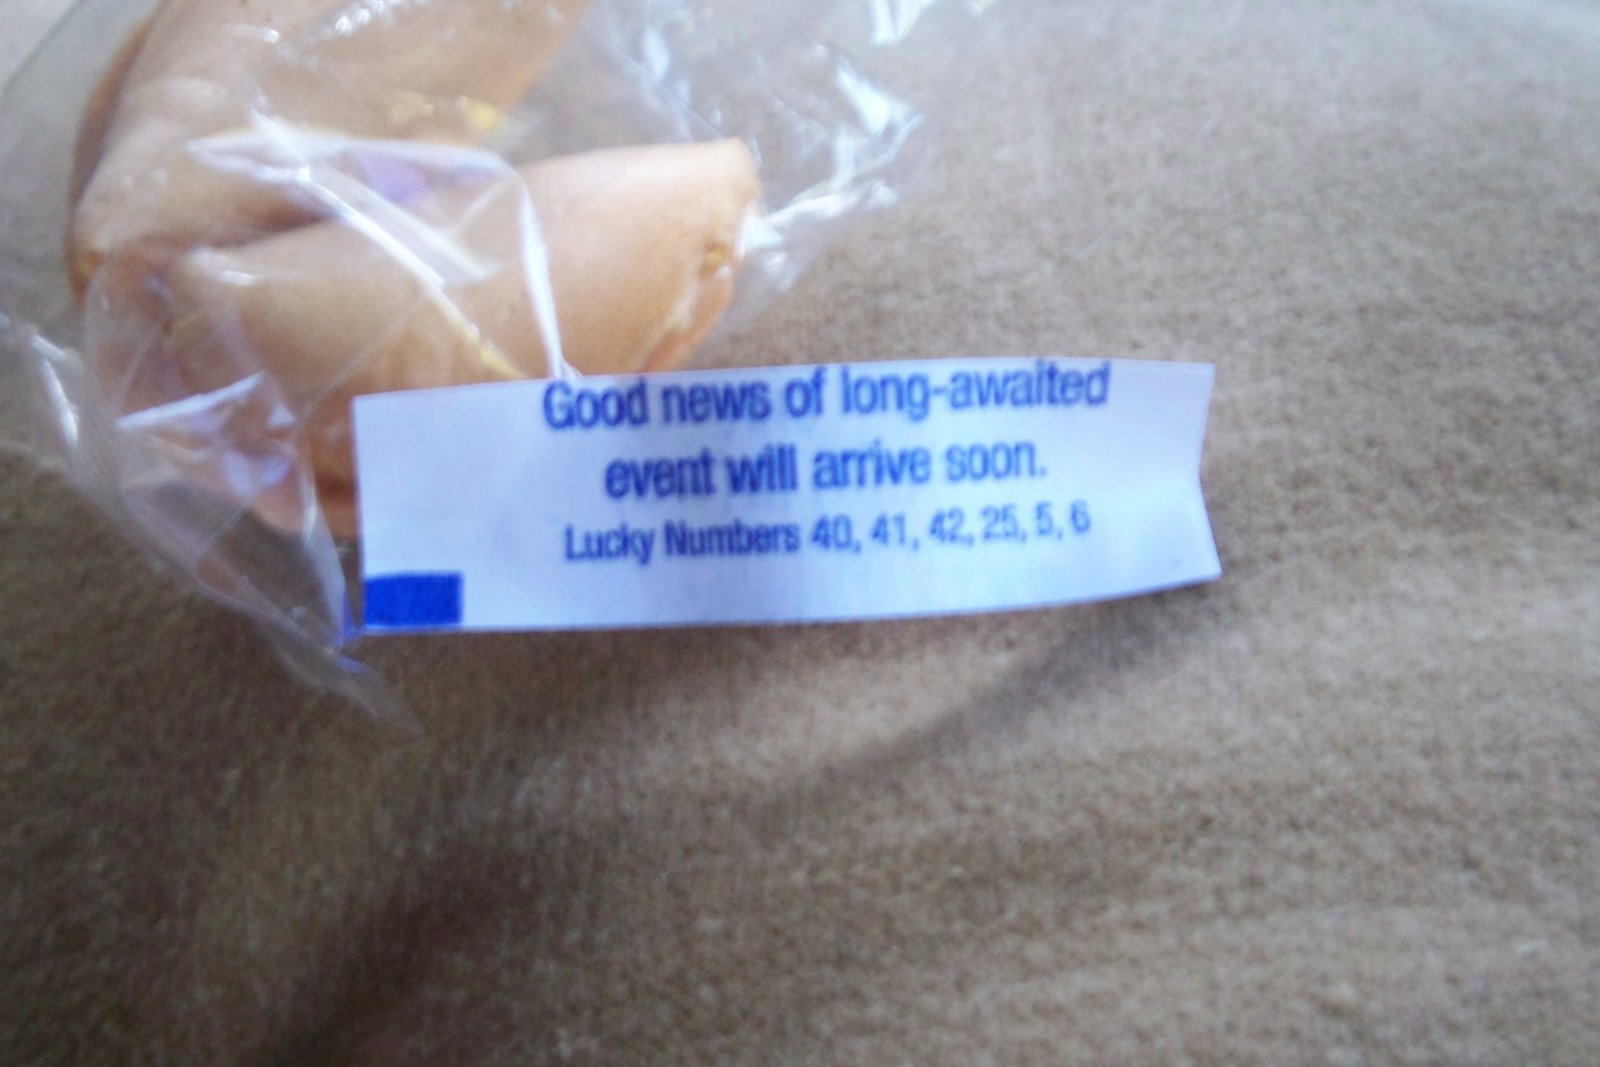 Good news of long-awaited
event will arrive soon.
Lucky Numbers 40, 41, 42, 25, 5, 6